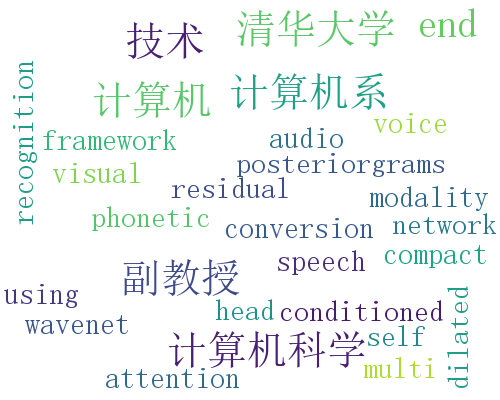 清华大学 end
技术
计算机系
计算机
recognition
voice
audio
framework
posteriorgrams
visual
residual
modality
phonetic
network
conversion
compact
speech
副教授
using
head conditioned
wavenet
self
计算机科学
multi
attention
dilated